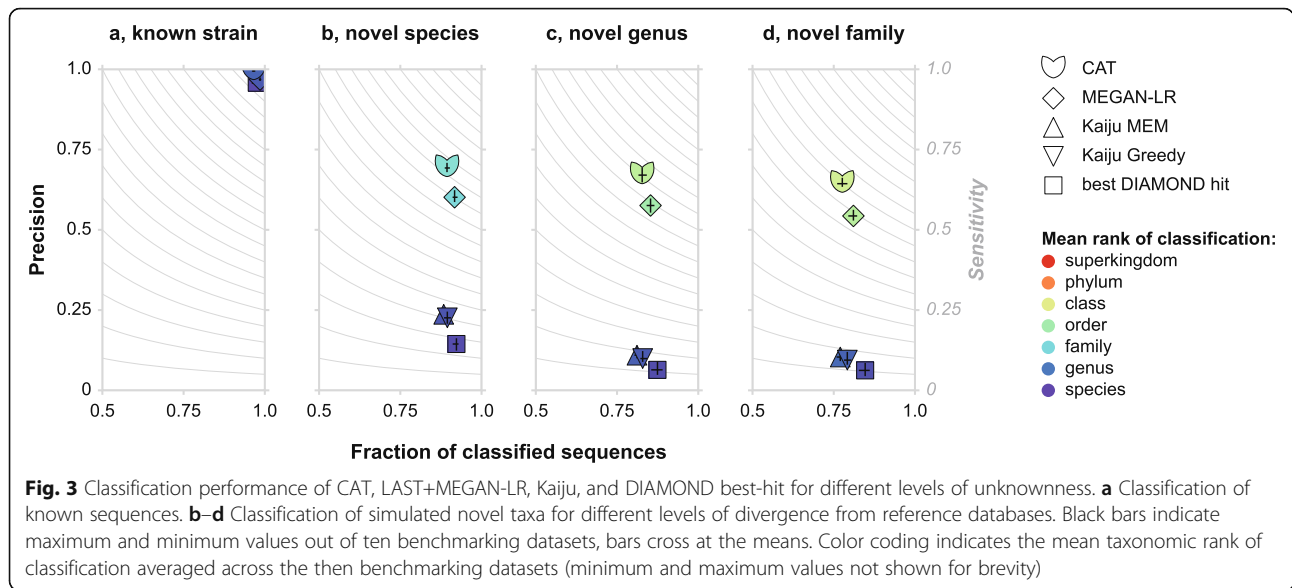 a, known strain
b, novel species
c, novel genus
d, novel family
1.0
0.75
0.5
0.25
0
Precision
0.5
0.75
1.0
0.5
0.75
1.0
0.5
0.75
1.0
0.5
0.75
1.0
1.0
0.75
0.5
0.25
0
Sensitivity
Fraction of classified sequences
CAT
MEGAN-LR
Kaiju MEM
Kaiju Greedy
best DIAMOND hit
Mean rank of classification:
superkingdom
phylum
class
order
family
genus
species
Fig. 3 Classification performance of CAT, LAST+MEGAN-LR, Kaiju, and DIAMOND best-hit for different levels of unknownness. a Classification of
known sequences. b–d Classification of simulated novel taxa for different levels of divergence from reference databases. Black bars indicate
maximum and minimum values out of ten benchmarking datasets, bars cross at the means. Color coding indicates the mean taxonomic rank of
classification averaged across the then benchmarking datasets (minimum and maximum values not shown for brevity)